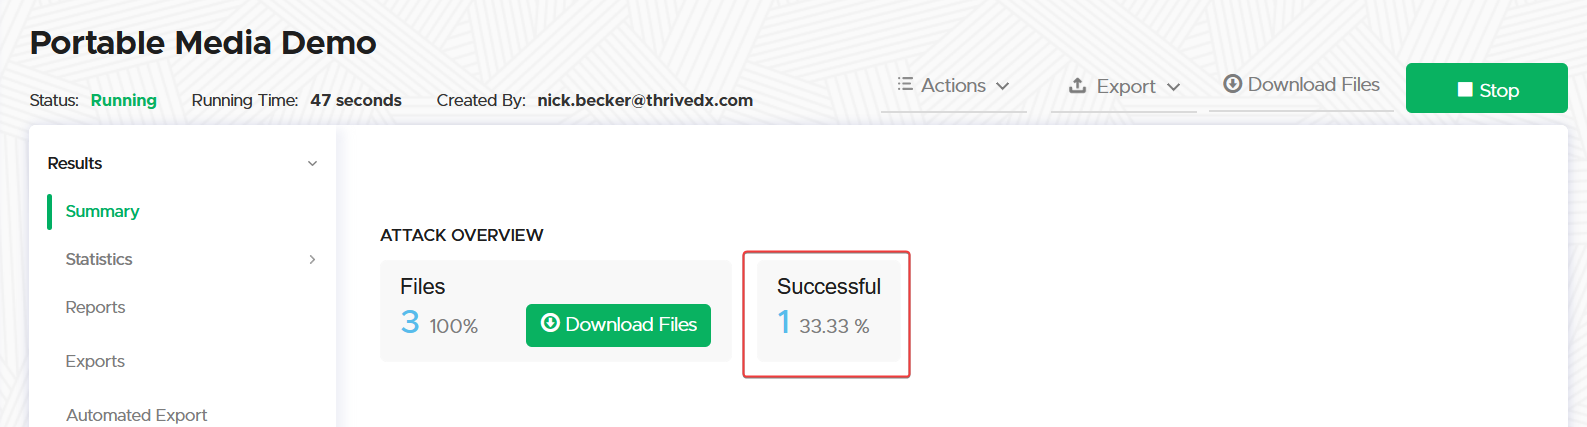 Portable Media Demo
Status: Running Running Time: 47 seconds Created By: nick.becker@thrivedx.com
Actions Export Download Files Stop
Results
Summary
Statistics
Reports
Exports
Automated Export
ATTACK OVERVIEW
Files
3 100% Download Files
Successful
1 33.33 %